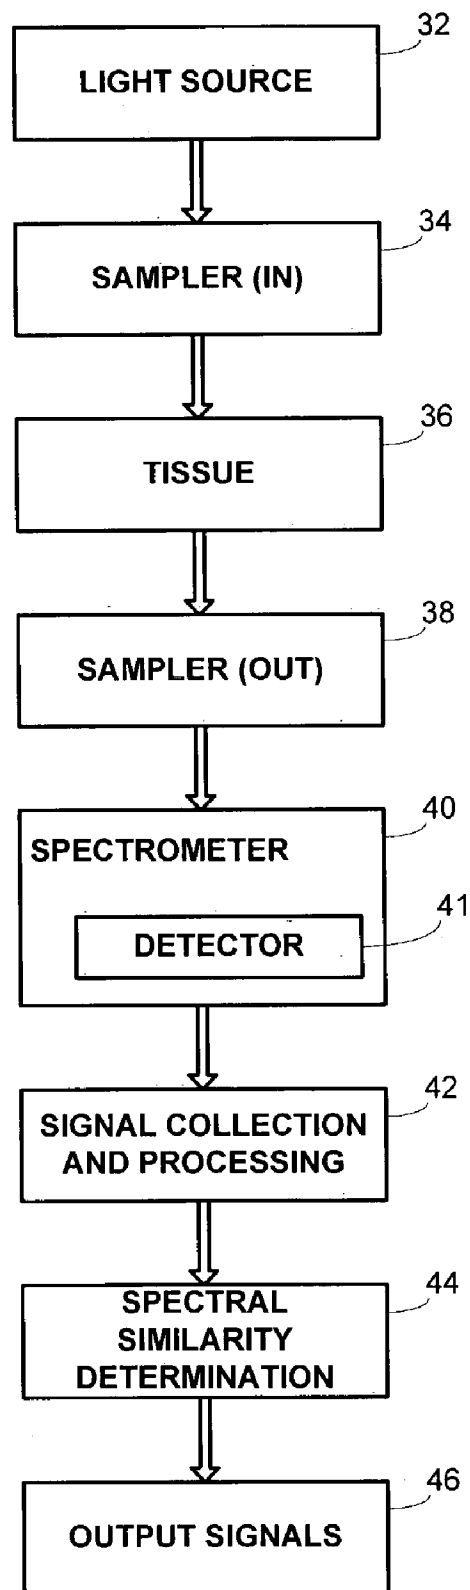 32
LIGHT SOURCE
34
SAMPLER (IN)
36
TISSUE
38
SAMPLER (OUT)
40
SPECTROMETER
41
DETECTOR
42
SIGNAL COLLECTION
AND PROCESSING
44
SPECTRAL
SIMILARITY
DETERMINATION
46
OUTPUT SIGNALS